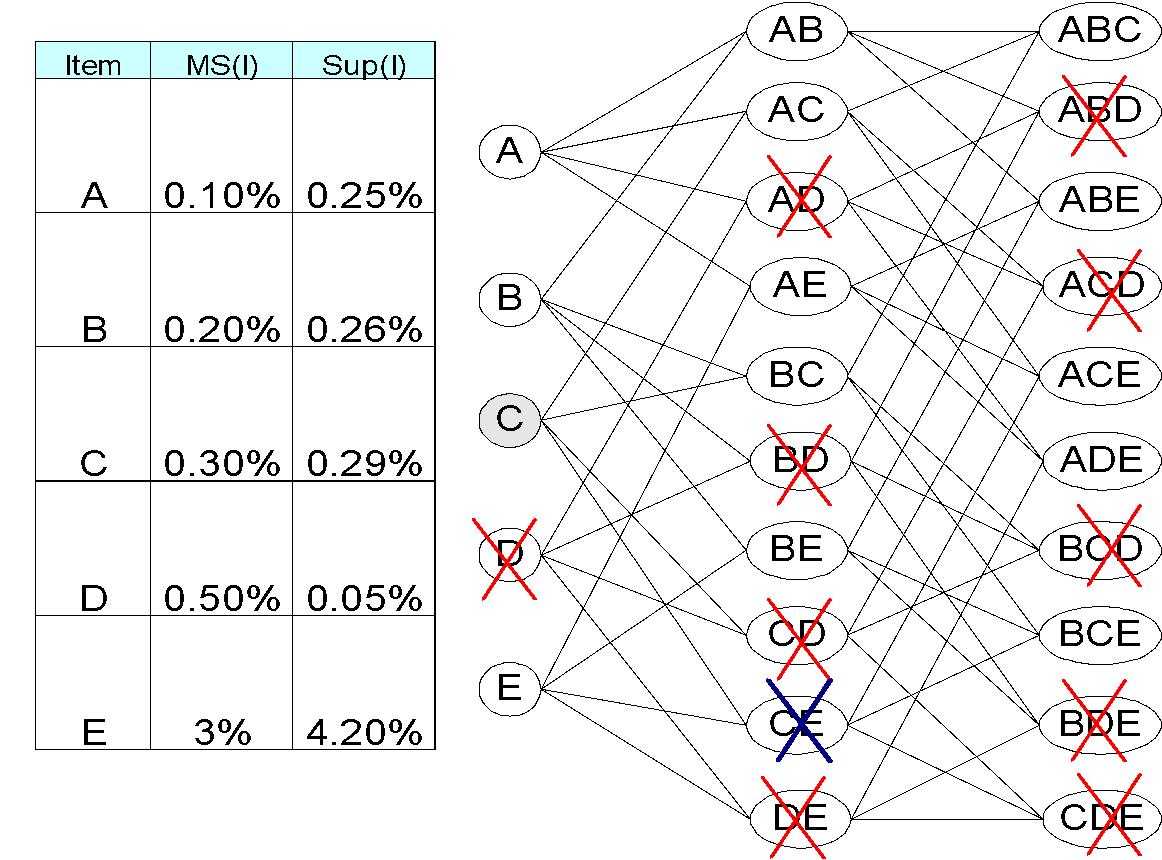 Item MS(I) Sup(I)
A 0.10% 0.25%
B 0.20% 0.26%
C 0.30% 0.29%
D 0.50% 0.05%
E 3% 4.20%
A
B
C
D
E
AB
AC
AD
AE
BC
BD
BE
CD
CE
DE
ABC
ABD
ABE
ACD
ACE
ADE
BCD
BCE
BDE
CDE